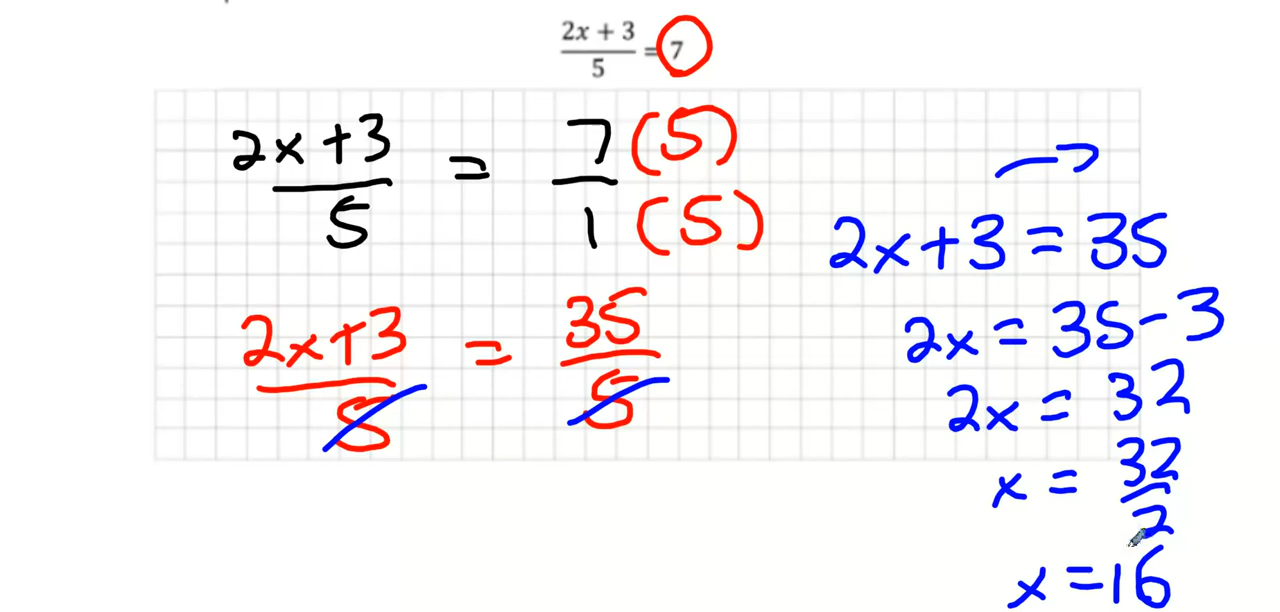 2x + 3
5
= 7
2x + 3
5
=
7 (5)
1 (5)
2x + 3
5
=
35
5
2x + 3 = 35
2x = 35 - 3
2x = 32
x = 32
2
x = 16